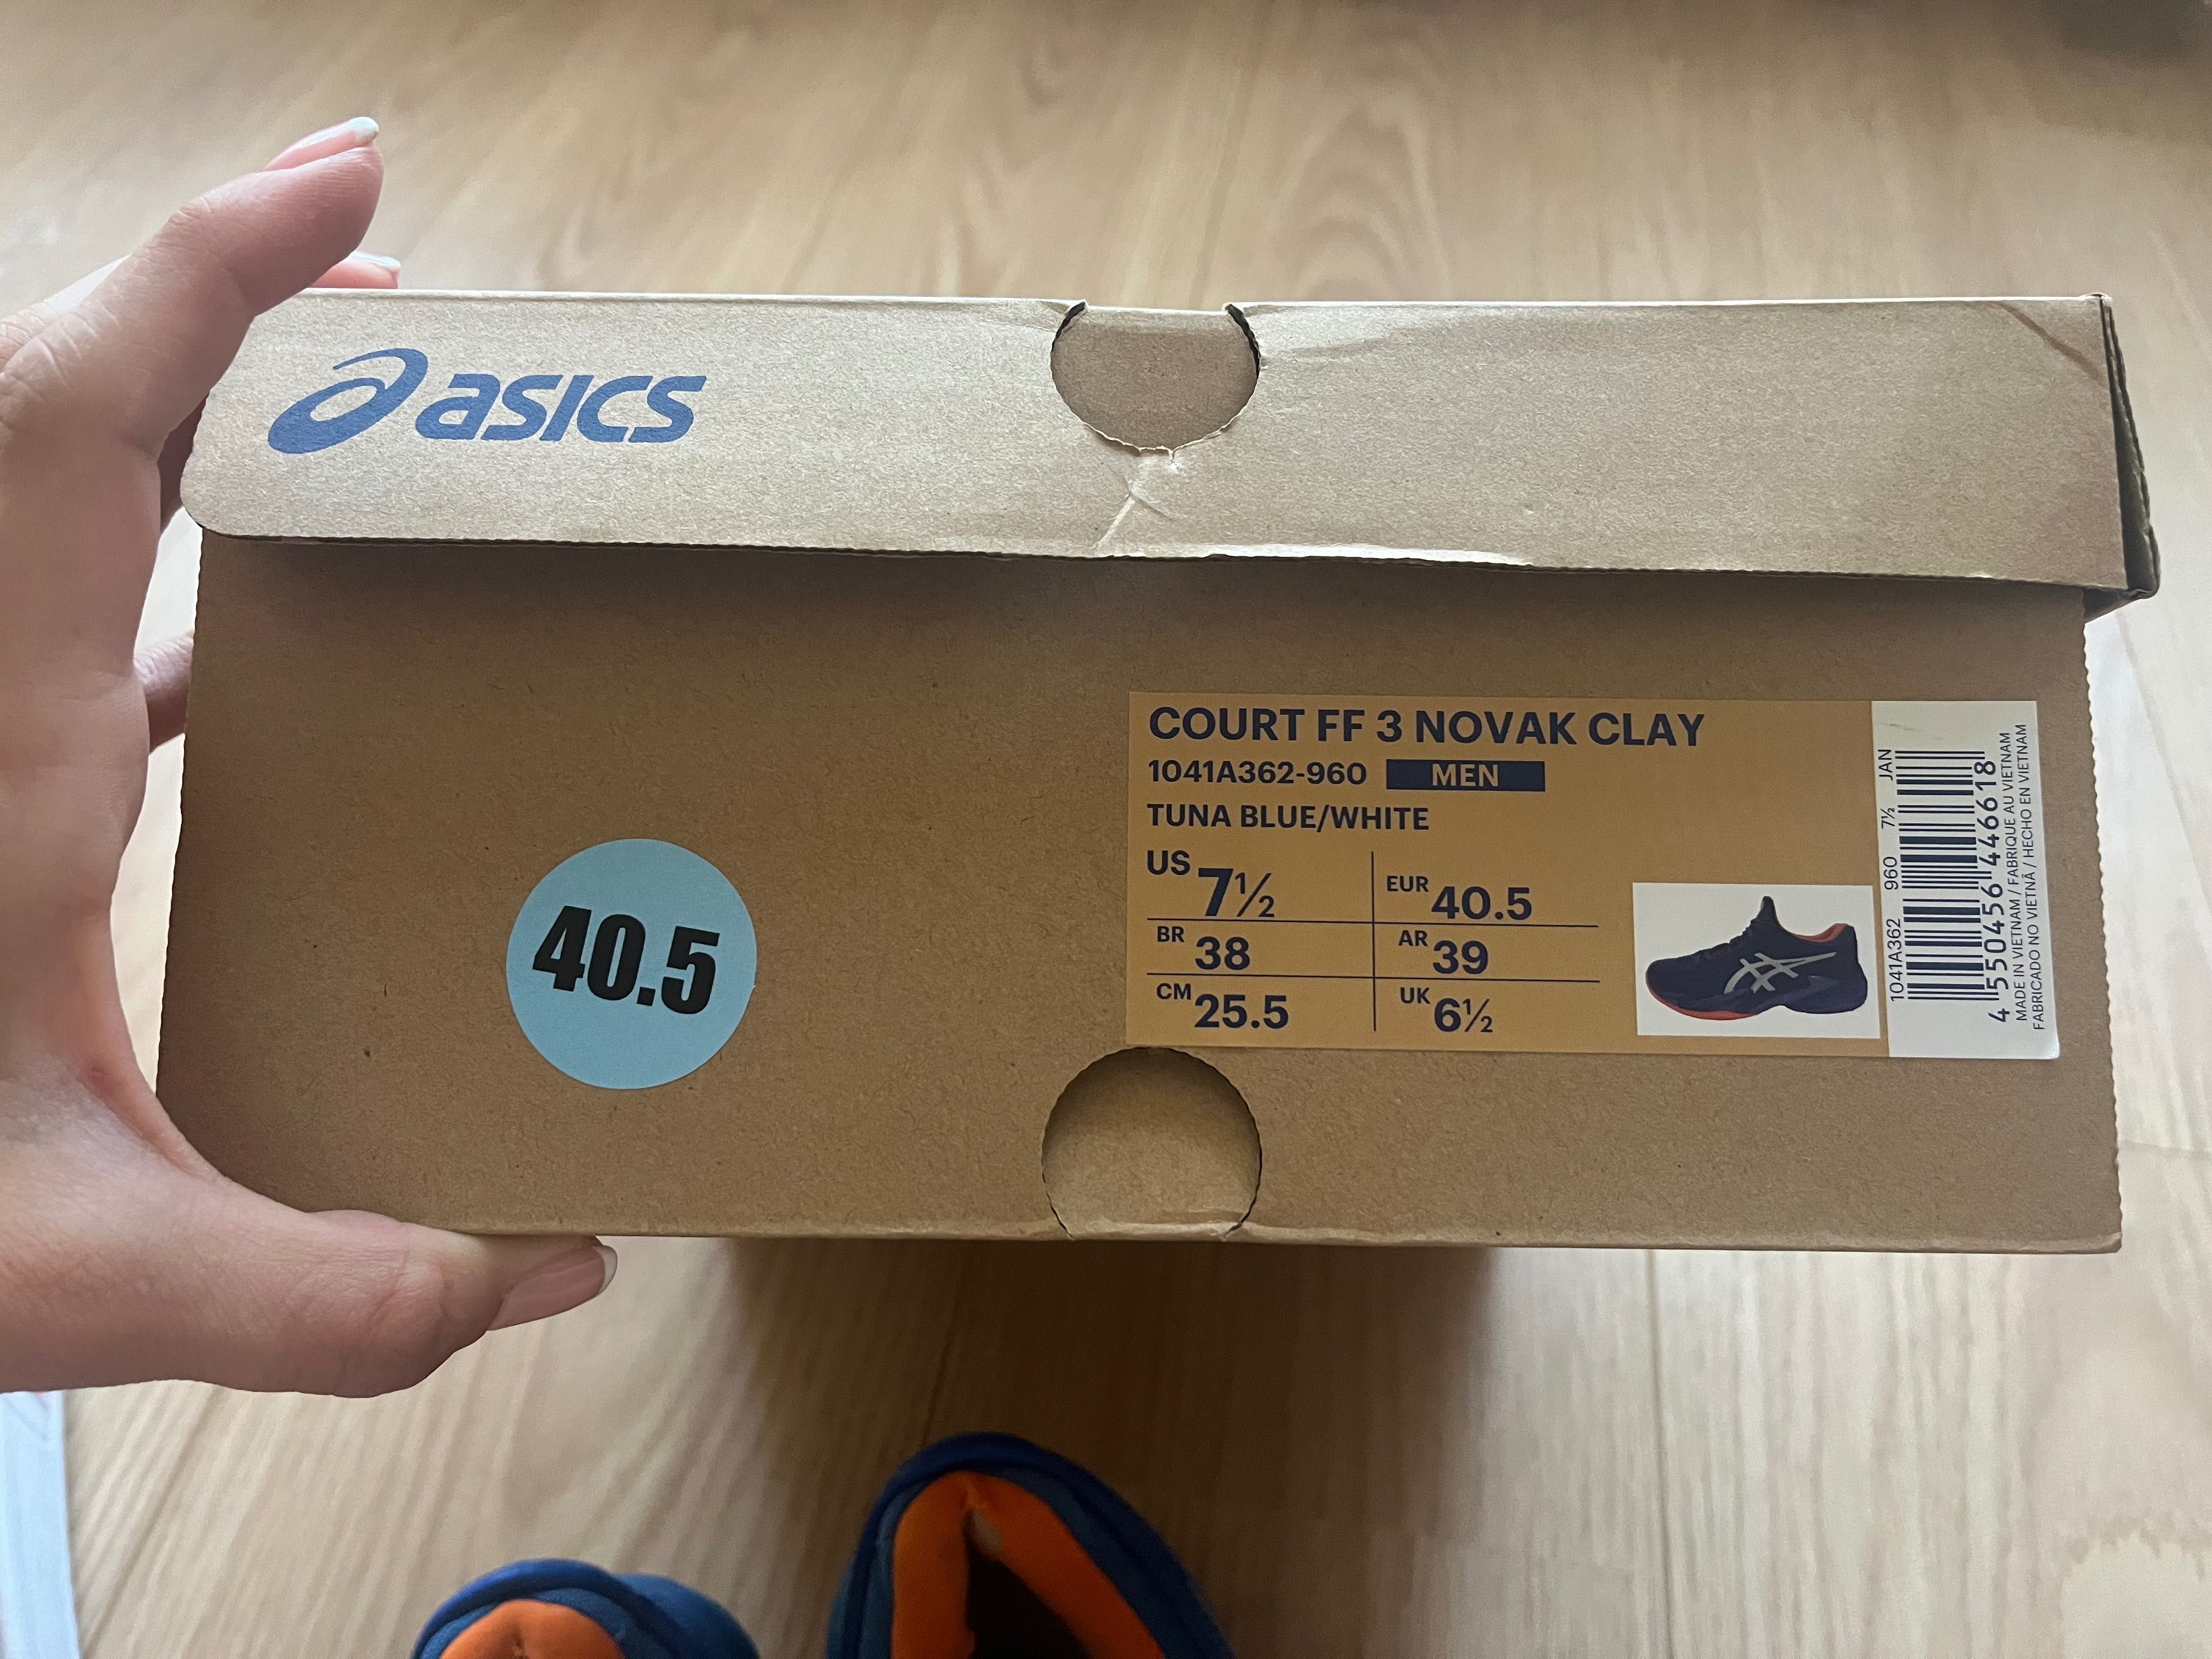 asics
40.5
COURT FF 3 NOVAK CLAY
1041A362-960 MEN
TUNA BLUE/WHITE
US 7½ EUR 40.5
BR 38 AR 39
CM 25.5 UK 6½
1041A362 960 7½ JAN
4 550456 446618
MADE IN VIETNAM / FABRIQUE AU VIETNAM
FABRICADO NO VIETNÃ / HECHO EN VIETNAM